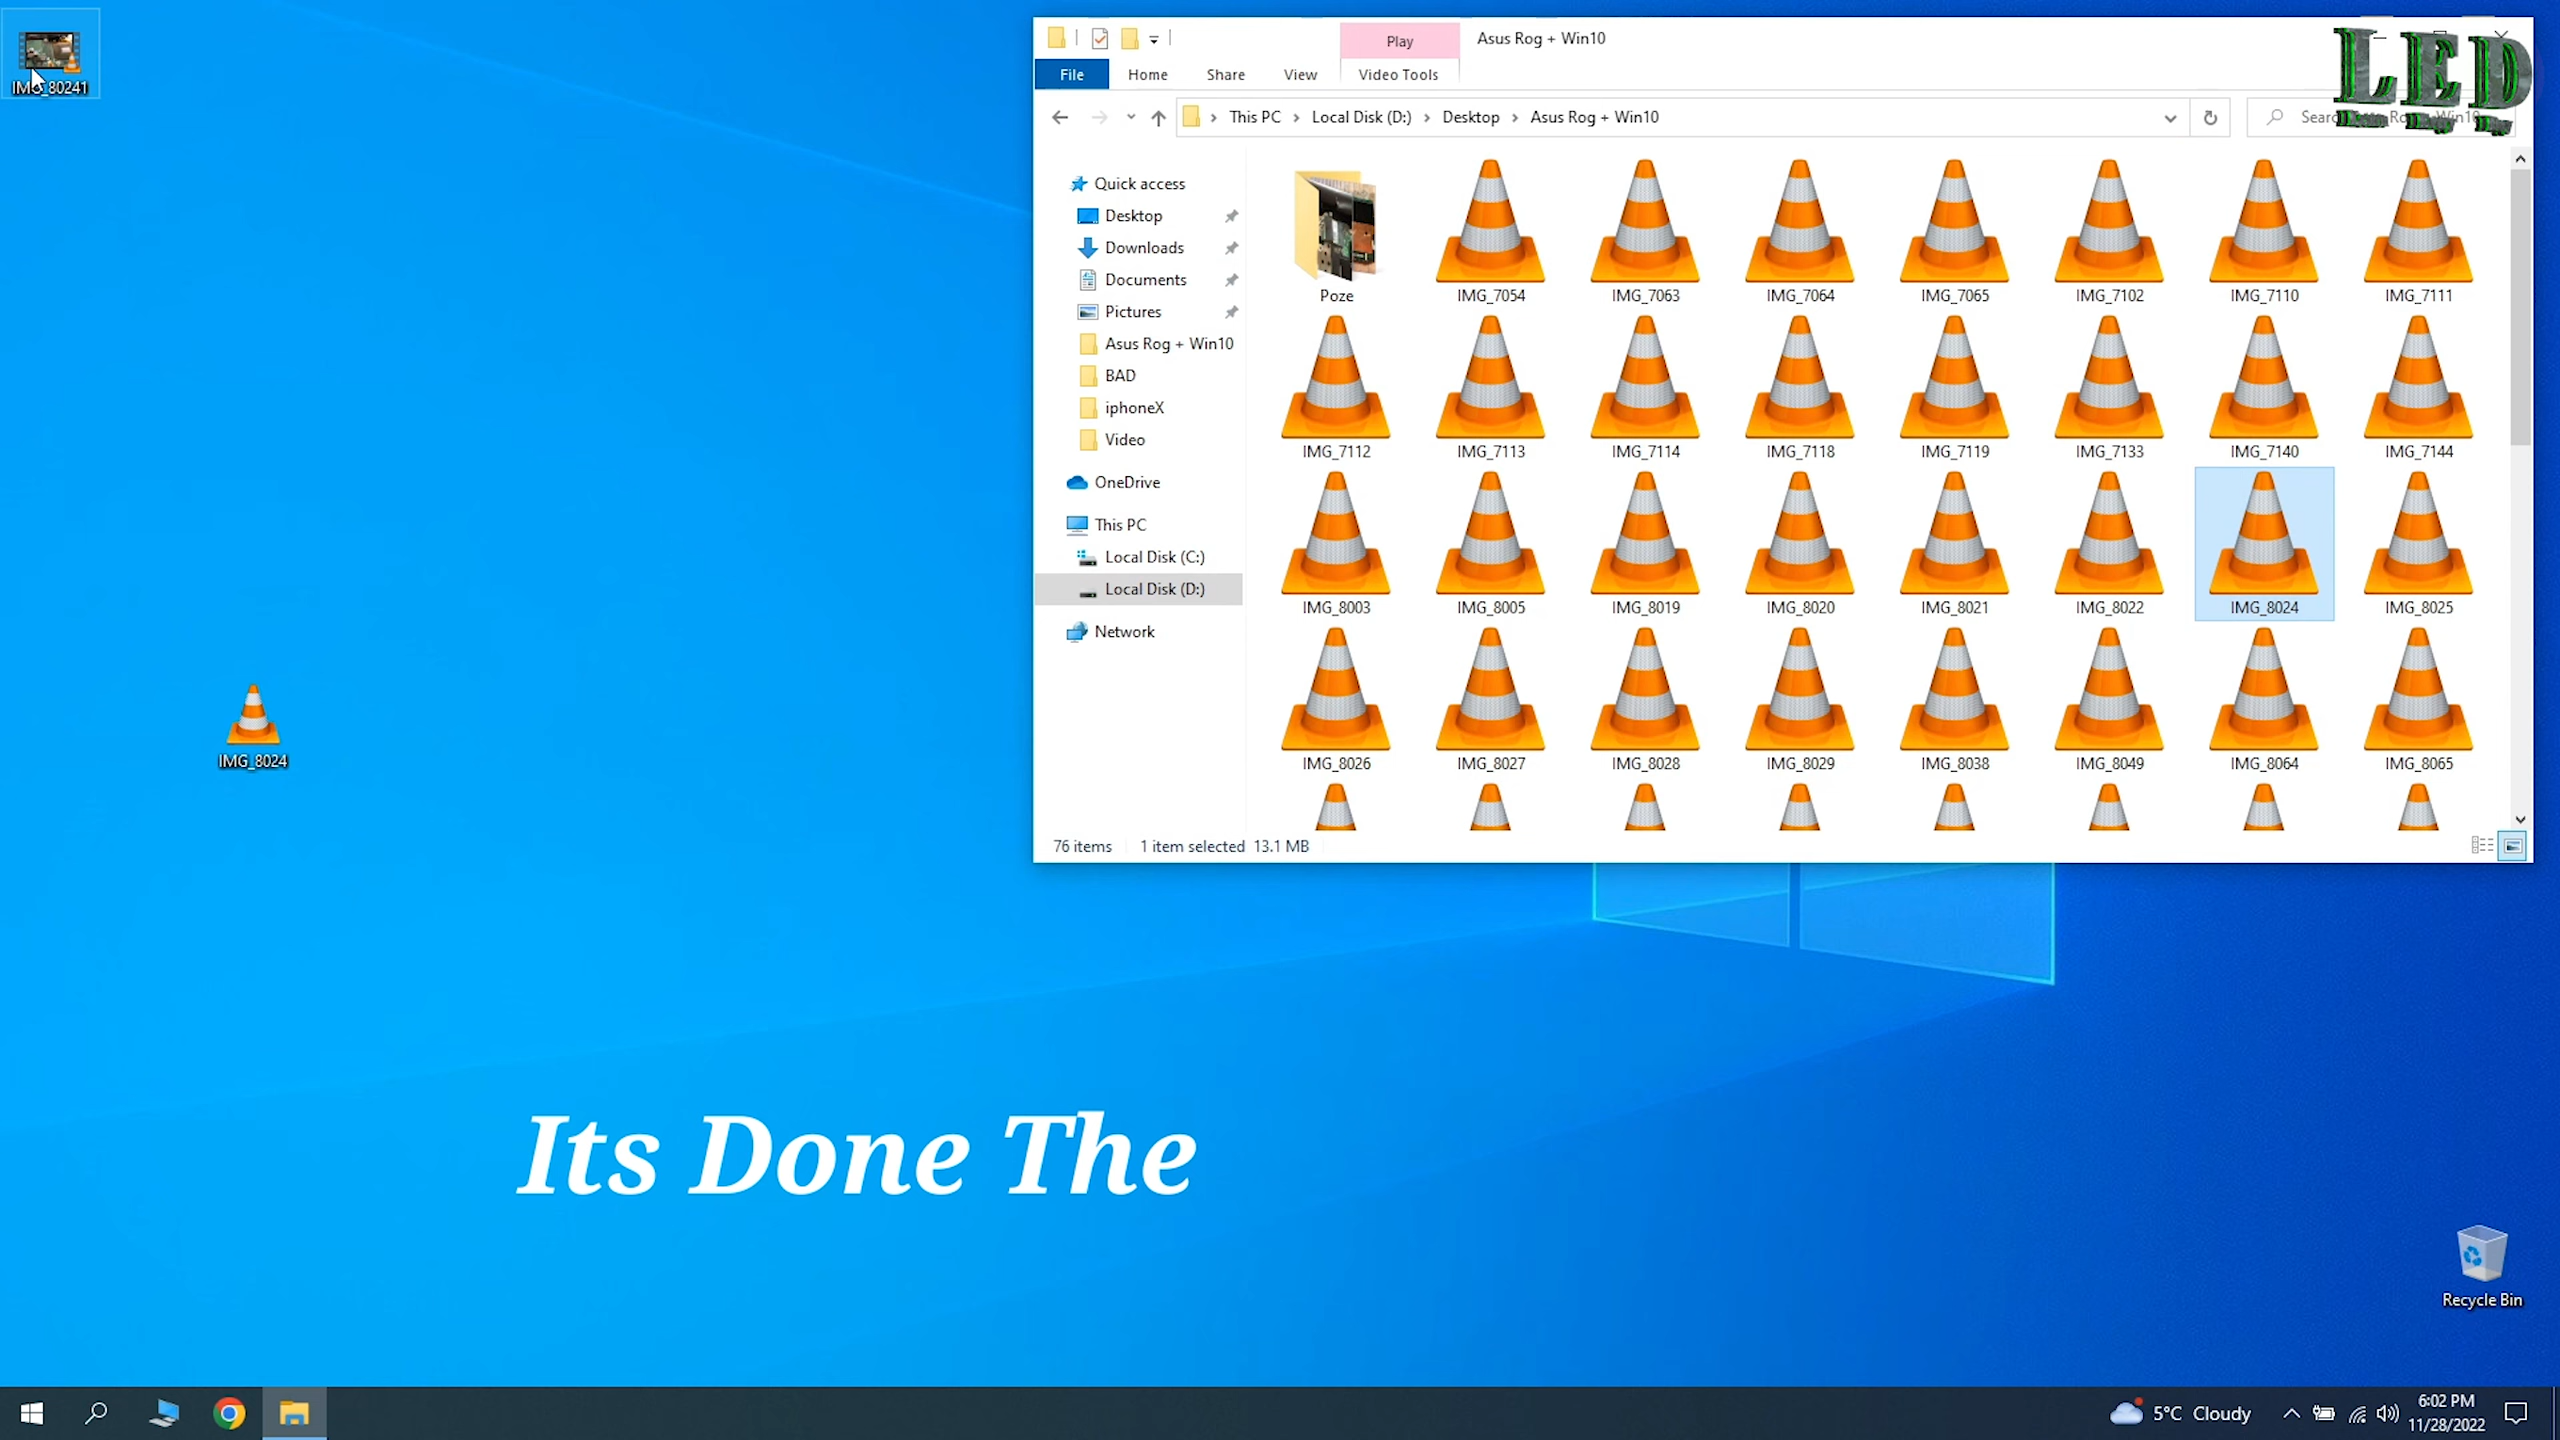 IMG_80241
Play
Asus Rog + Win10
File
Home
Share
View
Video Tools
This PC
Local Disk (D:)
Desktop
Asus Rog + Win10
LED
Quick access
Desktop
Downloads
Documents
Pictures
Asus Rog + Win10
BAD
iphoneX
Video
OneDrive
This PC
Local Disk (C:)
Local Disk (D:)
Network
Poze
IMG_7054
IMG_7063
IMG_7064
IMG_7065
IMG_7102
IMG_7110
IMG_7111
IMG_7112
IMG_7113
IMG_7114
IMG_7118
IMG_7119
IMG_7133
IMG_7140
IMG_7144
IMG_8003
IMG_8005
IMG_8019
IMG_8020
IMG_8021
IMG_8022
IMG_8024
IMG_8025
IMG_8026
IMG_8027
IMG_8028
IMG_8029
IMG_8038
IMG_8049
IMG_8064
IMG_8065
76 items
1 item selected 13.1 MB
IMG_8024
Its Done The
Recycle Bin
5°C Cloudy
6:02 PM
11/28/2022